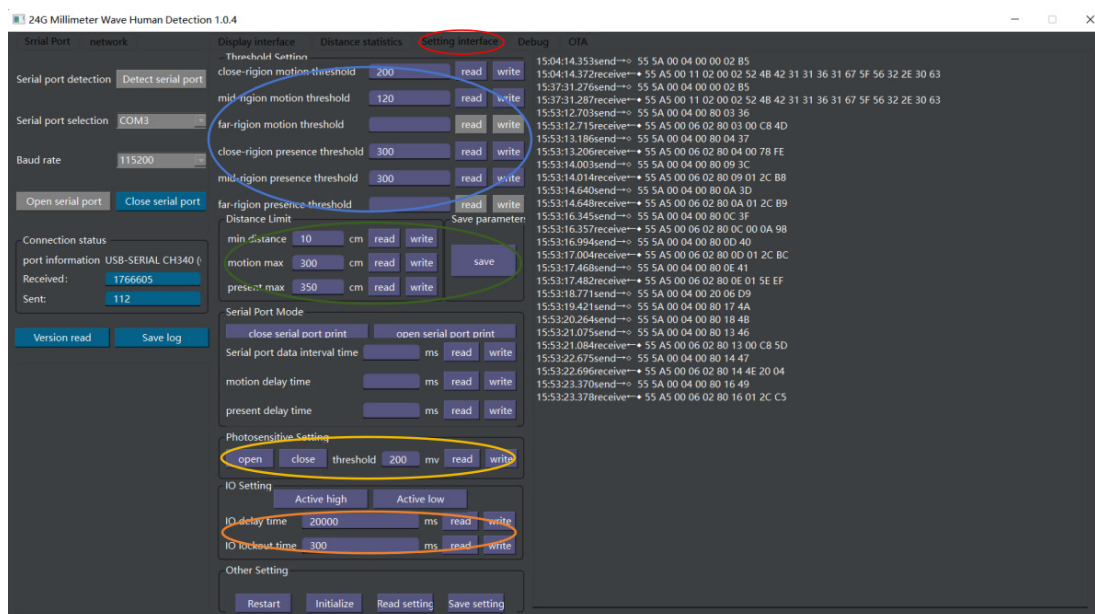 24G Millimeter Wave Human Detection 1.0.4
Srrial Port network
Display interface Distance statistics Setting interface Debug OTA
Serial port detection Detect serial port
Serial port selection COM3
Baud rate 115200
Open serial port Close serial port
Connection status
port information USB-SERIAL CH340 (
Received: 1766605
Sent: 112
Version read Save log
Threshold Setting
close-rigion motion threshold 200 read write
mid-rigion motion threshold 120 read write
far-rigion motion threshold read write
close-rigion presence threshold 300 read write
mid-rigion presence threshold 300 read write
far-rigion presence threshold read write
Distance Limit
min distance 10 cm read write
motion max 300 cm read write
present max 350 cm read write
Save parameters
save
Serial Port Mode
close serial port print open serial port print
Serial port data interval time ms read write
motion delay time ms read write
present delay time ms read write
Photosensitive Setting
open close threshold 200 mv read write
IO Setting
Active high Active low
IO delay time 20000 ms read write
IO lockout time 300 ms read write
Other Setting
Restart Initialize Read setting Save setting
15:04:14.353send→◇ 55 5A 00 04 00 00 02 B5
15:04:14.372receive←◆ 55 A5 00 11 02 00 02 52 4B 42 31 31 36 31 67 5F 56 32 2E 30 63
15:37:31.276send→◇ 55 5A 00 04 00 00 02 B5
15:37:31.287receive←◆ 55 A5 00 11 02 00 02 52 4B 42 31 31 36 31 67 5F 56 32 2E 30 63
15:53:12.703send→◇ 55 5A 00 04 00 80 03 36
15:53:12.715receive←◆ 55 A5 00 06 02 80 03 00 C8 4D
15:53:13.186send→◇ 55 5A 00 04 00 80 04 37
15:53:13.206receive←◆ 55 A5 00 06 02 80 04 00 78 FE
15:53:14.003send→◇ 55 5A 00 04 00 80 09 3C
15:53:14.014receive←◆ 55 A5 00 06 02 80 09 01 2C B8
15:53:14.640send→◇ 55 5A 00 04 00 80 0A 3D
15:53:14.648receive←◆ 55 A5 00 06 02 80 0A 01 2C B9
15:53:16.345send→◇ 55 5A 00 04 00 80 0C 3F
15:53:16.357receive←◆ 55 A5 00 06 02 80 0C 00 0A 98
15:53:16.994send→◇ 55 5A 00 04 00 80 0D 40
15:53:17.004receive←◆ 55 A5 00 06 02 80 0D 01 2C BC
15:53:17.468send→◇ 55 5A 00 04 00 80 0E 41
15:53:17.482receive←◆ 55 A5 00 06 02 80 0E 01 5E EF
15:53:18.771send→◇ 55 5A 00 04 00 20 06 D9
15:53:19.421send→◇ 55 5A 00 04 00 80 17 4A
15:53:20.264send→◇ 55 5A 00 04 00 80 18 4B
15:53:21.075send→◇ 55 5A 00 04 00 80 13 46
15:53:21.084receive←◆ 55 A5 00 06 02 80 13 00 C8 5D
15:53:22.675send→◇ 55 5A 00 04 00 80 14 47
15:53:22.696receive←◆ 55 A5 00 06 02 80 14 4E 20 04
15:53:23.370send→◇ 55 5A 00 04 00 80 16 49
15:53:23.378receive←◆ 55 A5 00 06 02 80 16 01 2C C5